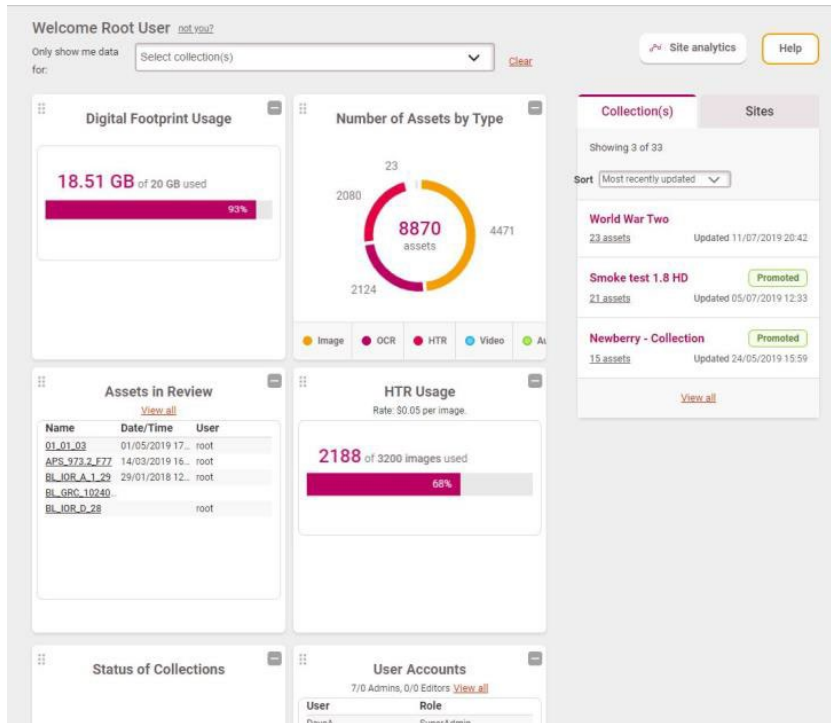 Welcome Root User not you?
Only show me data for:
Select collection(s)
Clear
Site analytics
Help
Digital Footprint Usage
18.51 GB of 20 GB used
93%
Number of Assets by Type
23
2080
8870
assets
4471
2124
Image OCR HTR Video
Collection(s) Sites
Showing 3 of 33
Sort Most recently updated
World War Two
23 assets Updated 11/07/2019 20:42
Smoke test 1.8 HD Promoted
21 assets Updated 05/07/2019 12:33
Newberry - Collection Promoted
15 assets Updated 24/05/2019 15:59
View all
Assets in Review
View all
Name Date/Time User
01_01_03 01/05/2019 17... root
APS_973.2_F77 14/03/2019 16... root
BL_IOR_A_1_29 29/01/2018 12... root
BL_GRC_10240...
BL_IOR_D_28 root
HTR Usage
Rate: $0.05 per image.
2188 of 3200 images used
68%
Status of Collections
User Accounts
7/0 Admins, 0/0 Editors View all
User Role